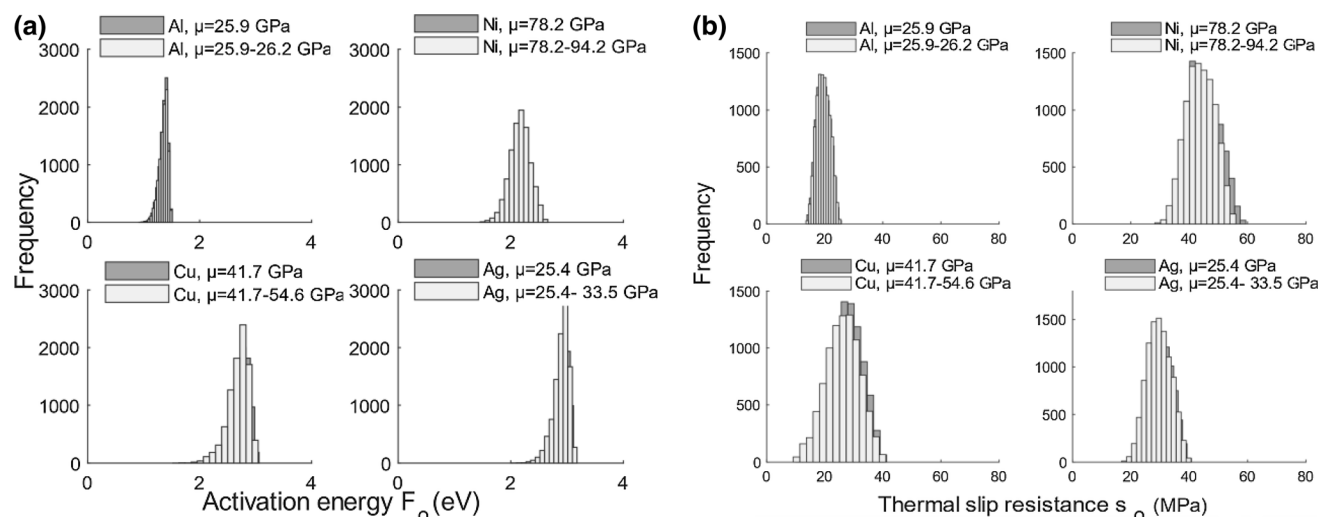 (a)
Al, μ=25.9 GPa
Al, μ=25.9-26.2 GPa
Ni, μ=78.2 GPa
Ni, μ=78.2-94.2 GPa
3000
2000
1000
0
0 2 4
3000
2000
1000
0
0 2 4
Cu, μ=41.7 GPa
Cu, μ=41.7-54.6 GPa
Ag, μ=25.4 GPa
Ag, μ=25.4- 33.5 GPa
3000
2000
1000
0
0 2 4
3000
2000
1000
0
0 2 4
Frequency
Activation energy F o (eV)
(b)
Al, μ=25.9 GPa
Al, μ=25.9-26.2 GPa
Ni, μ=78.2 GPa
Ni, μ=78.2-94.2 GPa
1500
1000
500
0
0 20 40 60 80
1500
1000
500
0
0 20 40 60 80
Cu, μ=41.7 GPa
Cu, μ=41.7-54.6 GPa
Ag, μ=25.4 GPa
Ag, μ=25.4- 33.5 GPa
1500
1000
500
0
0 20 40 60 80
1500
1000
500
0
0 20 40 60 80
Frequency
Thermal slip resistance s o (MPa)